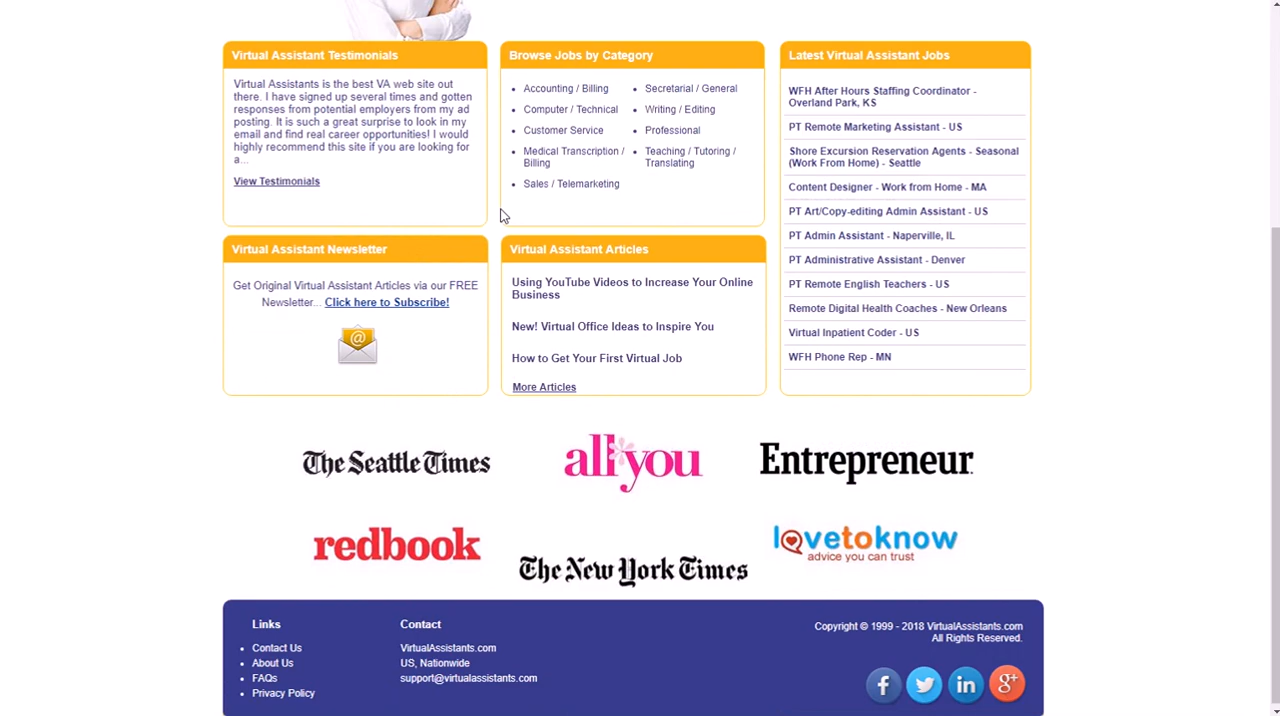 Virtual Assistant Testimonials
Virtual Assistants is the best VA web site out
there. I have signed up several times and gotten
responses from potential employers from my ad
posting. It is such a great surprise to look in my
email and find real career opportunities! I would
highly recommend this site if you are looking for
a...
View Testimonials
Browse Jobs by Category
Accounting / Billing
Computer / Technical
Customer Service
Medical Transcription /
Billing
Sales / Telemarketing
Secretarial / General
Writing / Editing
Professional
Teaching / Tutoring /
Translating
Latest Virtual Assistant Jobs
WFH After Hours Staffing Coordinator -
Overland Park, KS
PT Remote Marketing Assistant - US
Shore Excursion Reservation Agents - Seasonal
(Work From Home) - Seattle
Content Designer - Work from Home - MA
PT Art/Copy-editing Admin Assistant - US
PT Admin Assistant - Naperville, IL
PT Administrative Assistant - Denver
PT Remote English Teachers - US
Remote Digital Health Coaches - New Orleans
Virtual Inpatient Coder - US
WFH Phone Rep - MN
Virtual Assistant Newsletter
Get Original Virtual Assistant Articles via our FREE
Newsletter... Click here to Subscribe!
@
Virtual Assistant Articles
Using YouTube Videos to Increase Your Online
Business
New! Virtual Office Ideas to Inspire You
How to Get Your First Virtual Job
More Articles
The Seattle Times
all you
Entrepreneur
redbook
The New York Times
lovetoknow
advice you can trust
Links
Contact Us
About Us
FAQs
Privacy Policy
Contact
VirtualAssistants.com
US, Nationwide
support@virtualassistants.com
Copyright © 1999 - 2018 VirtualAssistants.com
All Rights Reserved.
f
in
g+